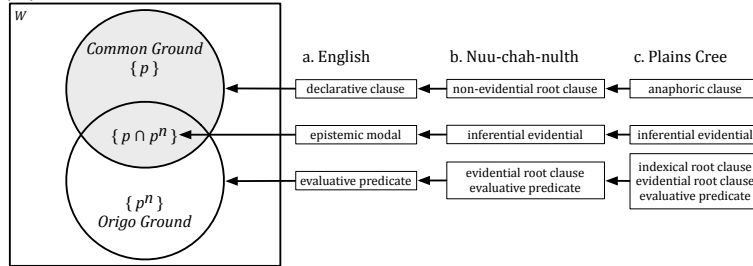 W
Common Ground
{ p }
{ p ∩ pⁿ }
{ pⁿ }
Origo Ground
a. English
b. Nuu-chah-nulth
c. Plains Cree
declarative clause
non-evidential root clause
anaphoric clause
epistemic modal
inferential evidential
inferential evidential
evaluative predicate
evidential root clause
evaluative predicate
indexical root clause
evidential root clause
evaluative predicate